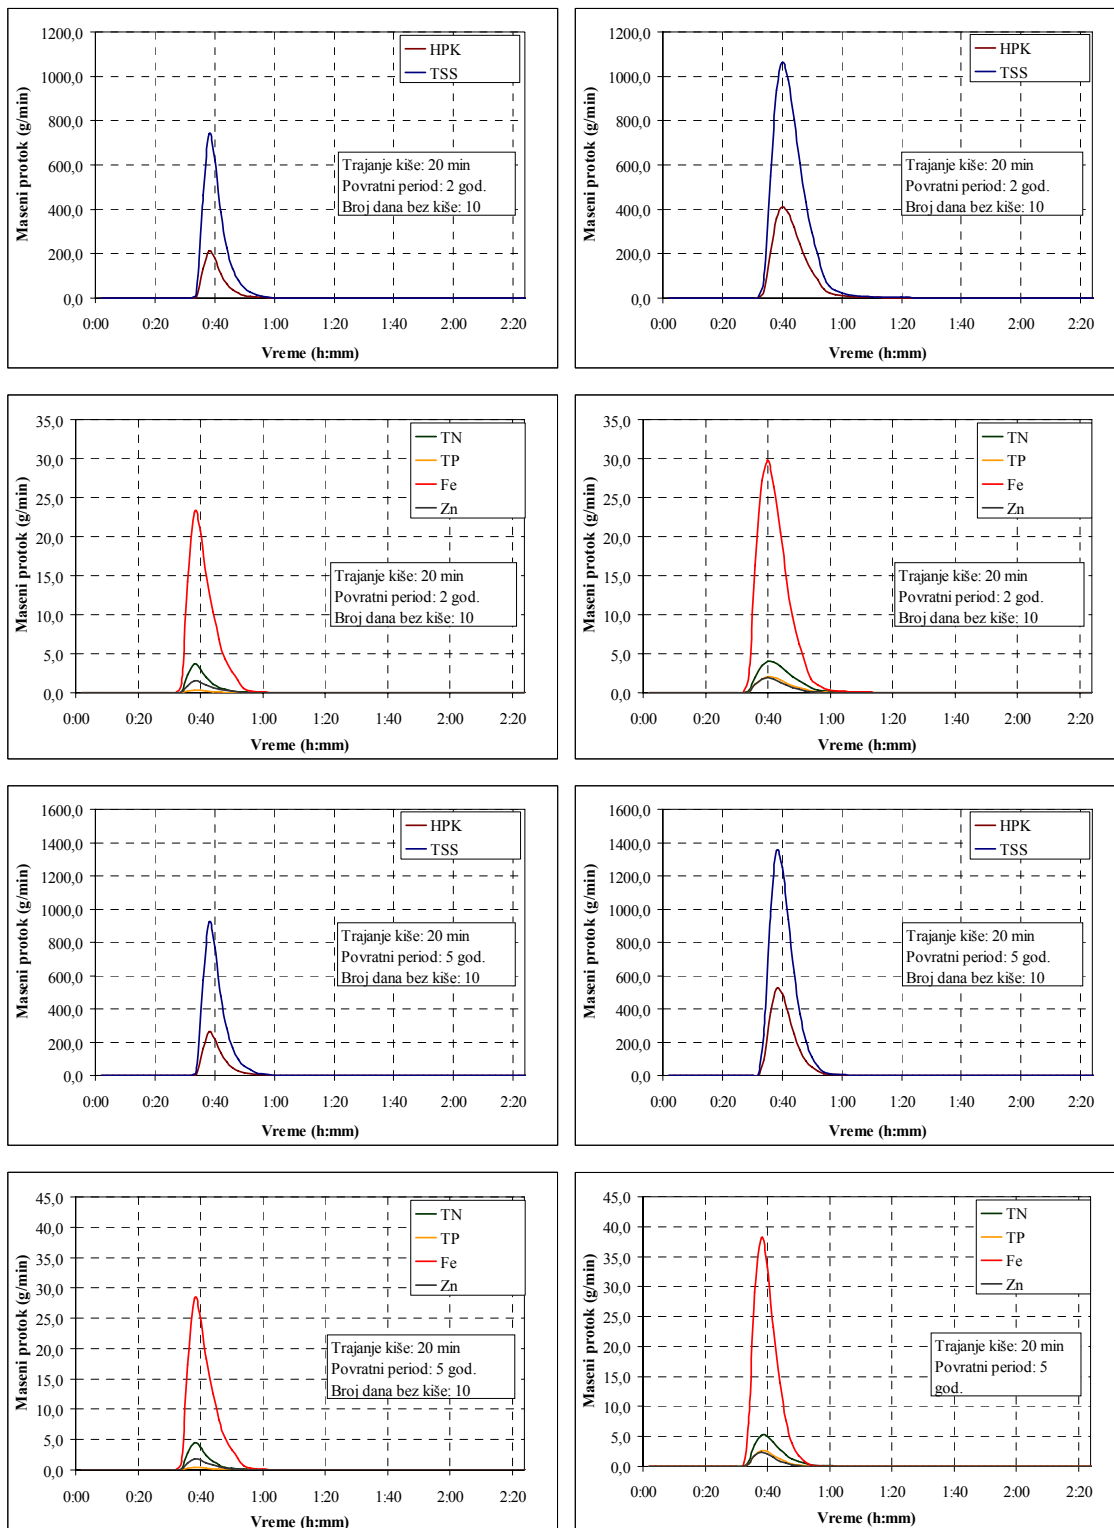 1200,0
1000,0
800,0
600,0
400,0
200,0
0,0
Maseni protok (g/min)
HPK
TSS
Trajanje kiše: 20 min
Povratni period: 2 god.
Broj dana bez kiše: 10
0:00 0:20 0:40 1:00 1:20 1:40 2:00 2:20
Vreme (h:mm)
1200,0
1000,0
800,0
600,0
400,0
200,0
0,0
Maseni protok (g/min)
HPK
TSS
Trajanje kiše: 20 min
Povratni period: 2 god.
Broj dana bez kiše: 10
0:00 0:20 0:40 1:00 1:20 1:40 2:00 2:20
Vreme (h:mm)
35,0
30,0
25,0
20,0
15,0
10,0
5,0
0,0
Maseni protok (g/min)
TN
TP
Fe
Zn
Trajanje kiše: 20 min
Povratni period: 2 god.
Broj dana bez kiše: 10
0:00 0:20 0:40 1:00 1:20 1:40 2:00 2:20
Vreme (h:mm)
35,0
30,0
25,0
20,0
15,0
10,0
5,0
0,0
Maseni protok (g/min)
TN
TP
Fe
Zn
Trajanje kiše: 20 min
Povratni period: 2 god.
Broj dana bez kiše: 10
0:00 0:20 0:40 1:00 1:20 1:40 2:00 2:20
Vreme (h:mm)
1600,0
1400,0
1200,0
1000,0
800,0
600,0
400,0
200,0
0,0
Maseni protok (g/min)
HPK
TSS
Trajanje kiše: 20 min
Povratni period: 5 god.
Broj dana bez kiše: 10
0:00 0:20 0:40 1:00 1:20 1:40 2:00 2:20
Vreme (h:mm)
1600,0
1400,0
1200,0
1000,0
800,0
600,0
400,0
200,0
0,0
Maseni protok (g/min)
HPK
TSS
Trajanje kiše: 20 min
Povratni period: 5 god.
Broj dana bez kiše: 10
0:00 0:20 0:40 1:00 1:20 1:40 2:00 2:20
Vreme (h:mm)
45,0
40,0
35,0
30,0
25,0
20,0
15,0
10,0
5,0
0,0
Maseni protok (g/min)
TN
TP
Fe
Zn
Trajanje kiše: 20 min
Povratni period: 5 god.
Broj dana bez kiše: 10
0:00 0:20 0:40 1:00 1:20 1:40 2:00 2:20
Vreme (h:mm)
45,0
40,0
35,0
30,0
25,0
20,0
15,0
10,0
5,0
0,0
Maseni protok (g/min)
TN
TP
Fe
Zn
Trajanje kiše: 20 min
Povratni period: 5
god.
0:00 0:20 0:40 1:00 1:20 1:40 2:00 2:20
Vreme (h:mm)